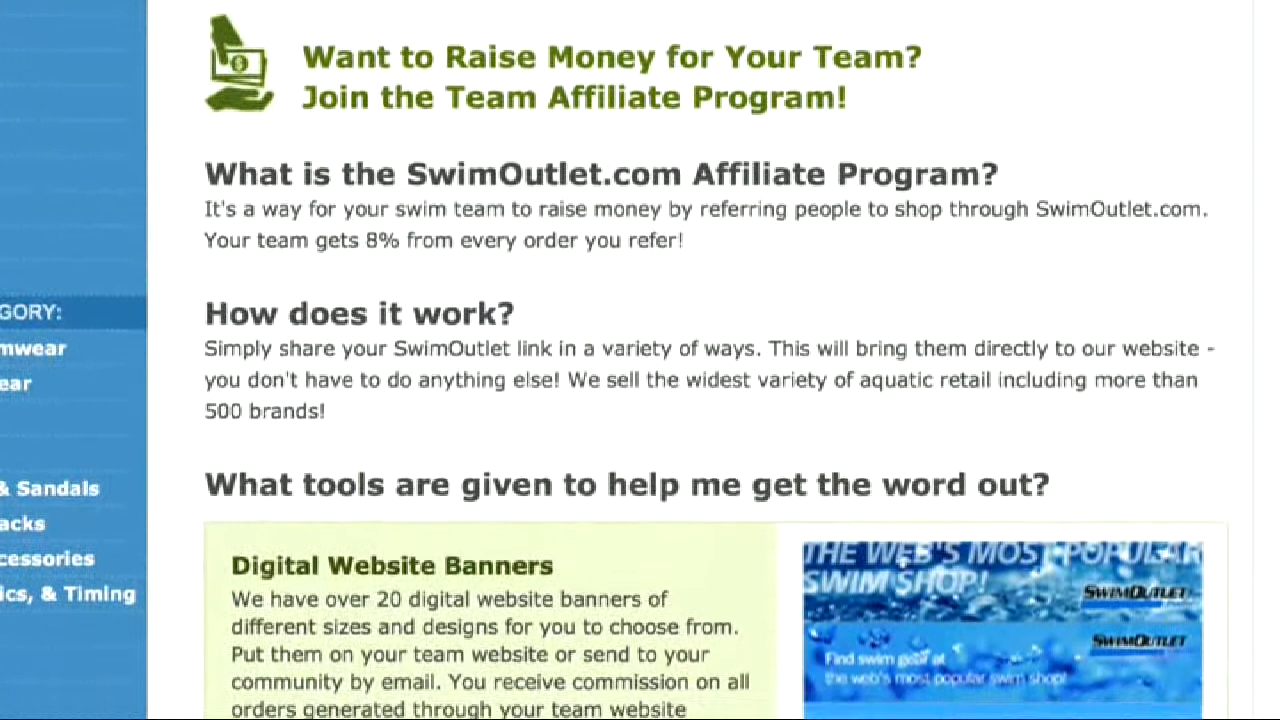 Want to Raise Money for Your Team?
Join the Team Affiliate Program!
What is the SwimOutlet.com Affiliate Program?
It's a way for your swim team to raise money by referring people to shop through SwimOutlet.com.
Your team gets 8% from every order you refer!
How does it work?
Simply share your SwimOutlet link in a variety of ways. This will bring them directly to our website -
you don't have to do anything else! We sell the widest variety of aquatic retail including more than
500 brands!
What tools are given to help me get the word out?
GORY:
mwear
ear
& Sandals
acks
cessories
ics, & Timing
Digital Website Banners
We have over 20 digital website banners of
different sizes and designs for you to choose from.
Put them on your team website or send to your
community by email. You receive commission on all
orders generated through your team website
THE WEB'S MOST POPULAR
SWIM SHOP!
SWIMOUTLET
SWIMOUTLET
Find swim gear at
the web's most popular swim shop!